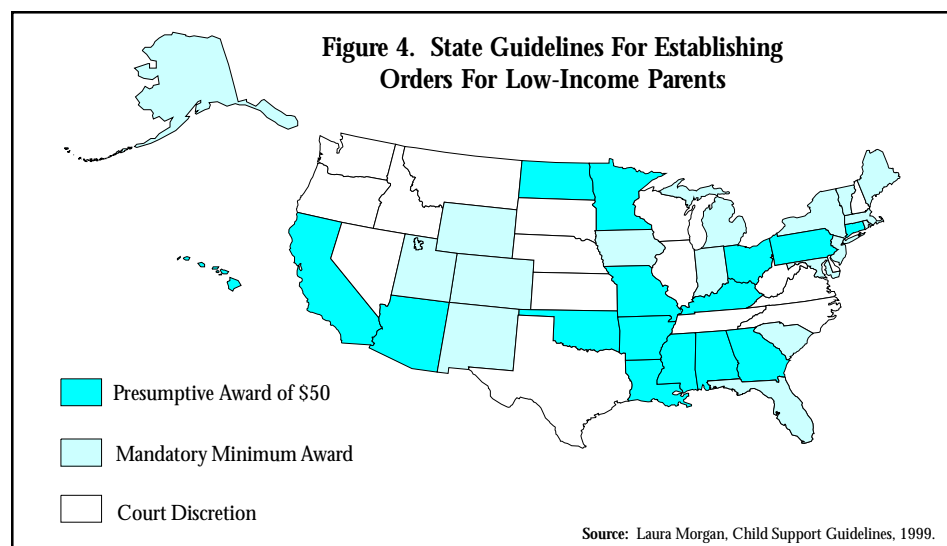 Figure 4. State Guidelines For Establishing
Orders For Low-Income Parents
Presumptive Award of $50
Mandatory Minimum Award
Court Discretion
Source: Laura Morgan, Child Support Guidelines, 1999.